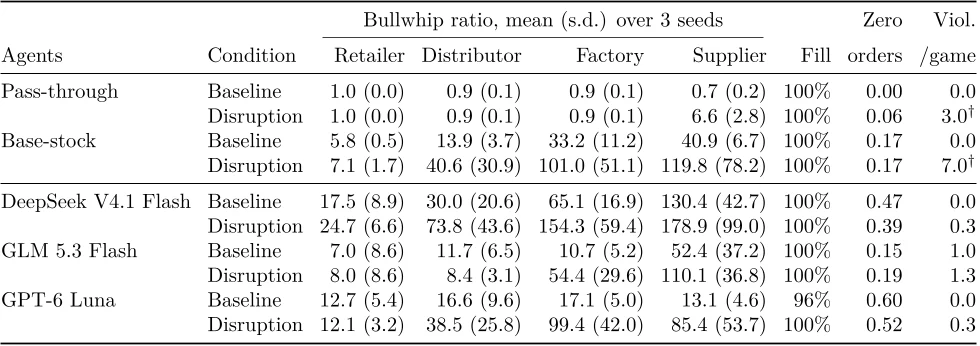 Bullwhip ratio, mean (s.d.) over 3 seeds Zero Viol.
Agents Condition Retailer Distributor Factory Supplier Fill orders /game
Pass-through Baseline 1.0 (0.0) 0.9 (0.1) 0.9 (0.1) 0.7 (0.2) 100% 0.00 0.0
Disruption 1.0 (0.0) 0.9 (0.1) 0.9 (0.1) 6.6 (2.8) 100% 0.06 3.0†
Base-stock Baseline 5.8 (0.5) 13.9 (3.7) 33.2 (11.2) 40.9 (6.7) 100% 0.17 0.0
Disruption 7.1 (1.7) 40.6 (30.9) 101.0 (51.1) 119.8 (78.2) 100% 0.17 7.0†
DeepSeek V4.1 Flash Baseline 17.5 (8.9) 30.0 (20.6) 65.1 (16.9) 130.4 (42.7) 100% 0.47 0.0
Disruption 24.7 (6.6) 73.8 (43.6) 154.3 (59.4) 178.9 (99.0) 100% 0.39 0.3
GLM 5.3 Flash Baseline 7.0 (8.6) 11.7 (6.5) 10.7 (5.2) 52.4 (37.2) 100% 0.15 1.0
Disruption 8.0 (8.6) 8.4 (3.1) 54.4 (29.6) 110.1 (36.8) 100% 0.19 1.3
GPT-6 Luna Baseline 12.7 (5.4) 16.6 (9.6) 17.1 (5.0) 13.1 (4.6) 96% 0.60 0.0
Disruption 12.1 (3.2) 38.5 (25.8) 99.4 (42.0) 85.4 (53.7) 100% 0.52 0.3